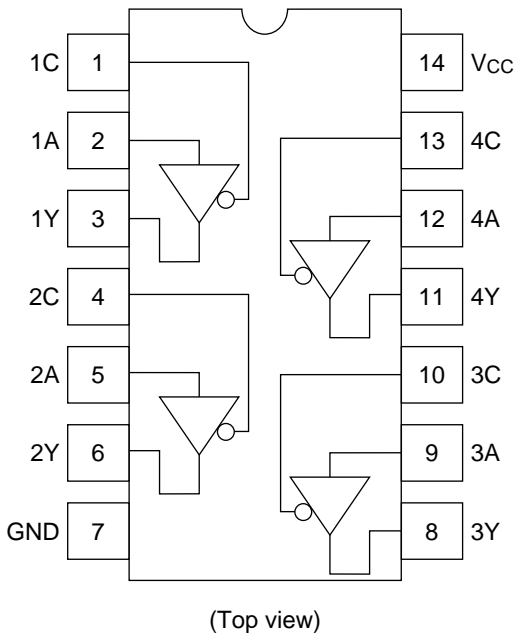 1C 1 14 VCC
1A 2 13 4C
1Y 3 12 4A
2C 4 11 4Y
2A 5 10 3C
2Y 6 9 3A
GND 7 8 3Y
(Top view)